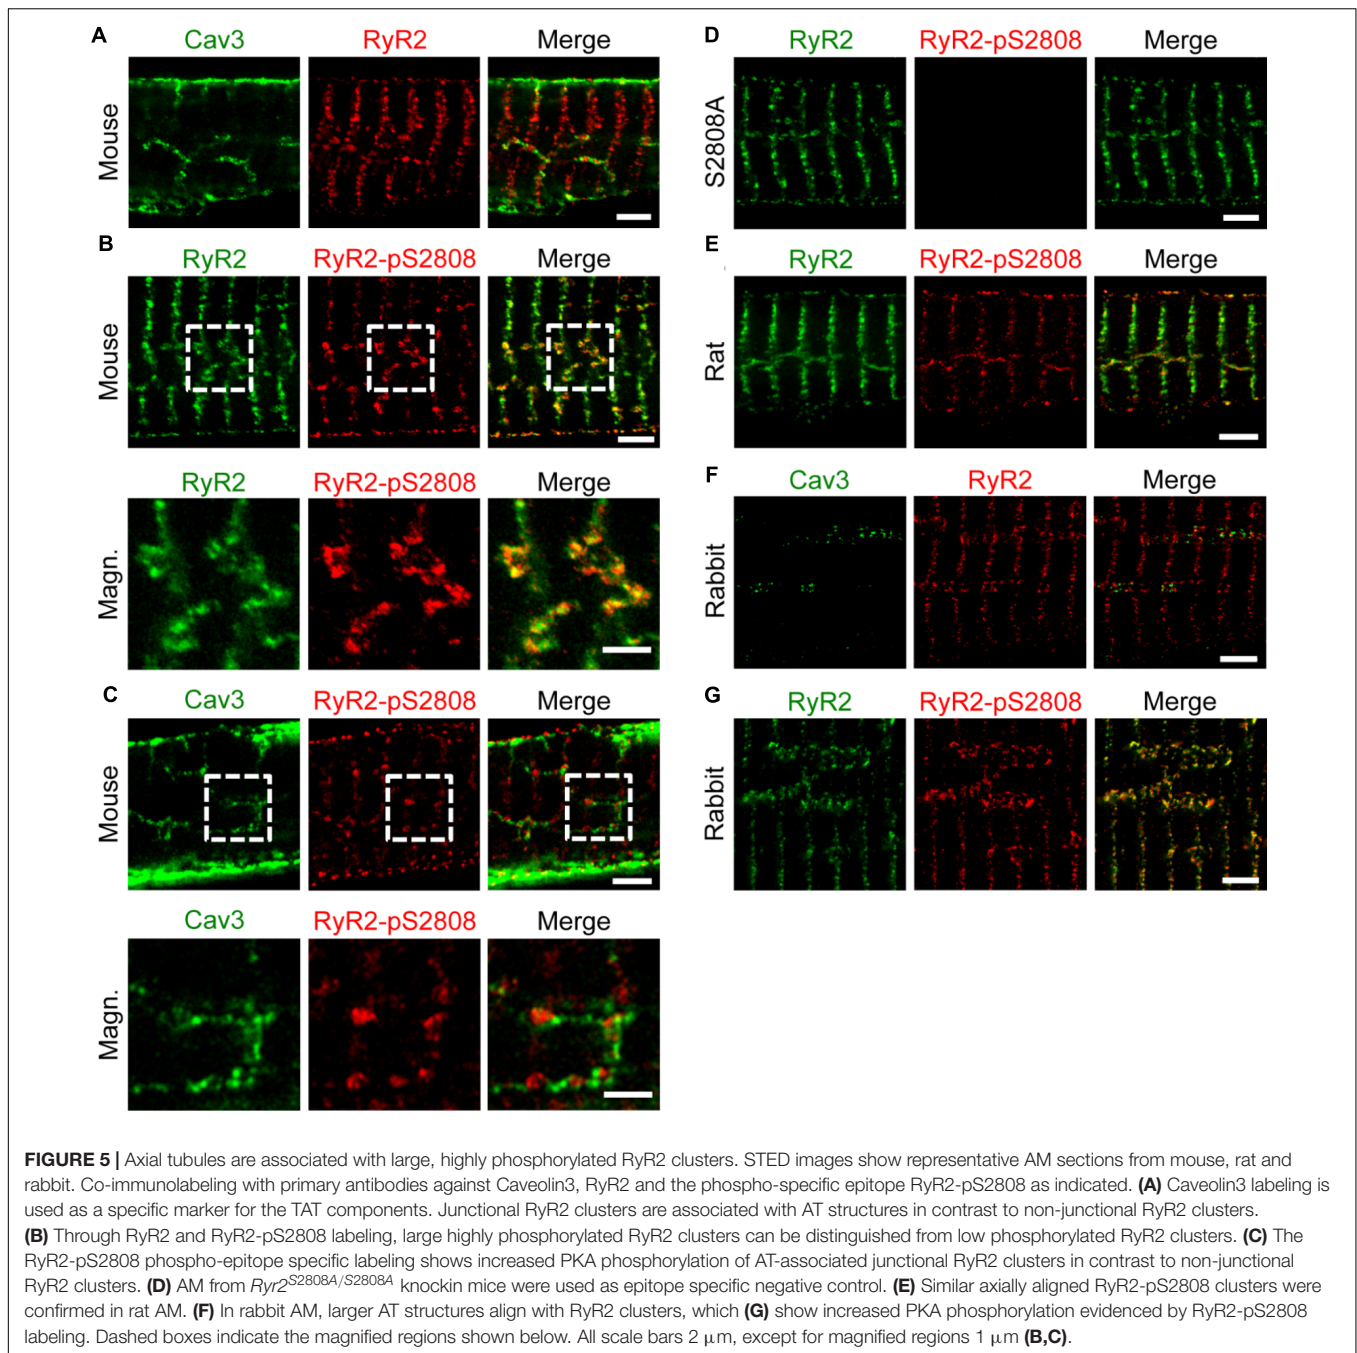 A
Cav3 RyR2 Merge
Mouse
B
RyR2 RyR2-pS2808 Merge
Mouse
RyR2 RyR2-pS2808 Merge
Magn.
C
Cav3 RyR2-pS2808 Merge
Mouse
Cav3 RyR2-pS2808 Merge
Magn.
D
RyR2 RyR2-pS2808 Merge
S2808A
E
RyR2 RyR2-pS2808 Merge
Rat
F
Cav3 RyR2 Merge
Rabbit
G
RyR2 RyR2-pS2808 Merge
Rabbit
FIGURE 5 | Axial tubules are associated with large, highly phosphorylated RyR2 clusters. STED images show representative AM sections from mouse, rat and
rabbit. Co-immunolabeling with primary antibodies against Caveolin3, RyR2 and the phospho-specific epitope RyR2-pS2808 as indicated. (A) Caveolin3 labeling is
used as a specific marker for the TAT components. Junctional RyR2 clusters are associated with AT structures in contrast to non-junctional RyR2 clusters.
(B) Through RyR2 and RyR2-pS2808 labeling, large highly phosphorylated RyR2 clusters can be distinguished from low phosphorylated RyR2 clusters. (C) The
RyR2-pS2808 phospho-epitope specific labeling shows increased PKA phosphorylation of AT-associated junctional RyR2 clusters in contrast to non-junctional
RyR2 clusters. (D) AM from Ryr2S2808A/S2808A knockin mice were used as epitope specific negative control. (E) Similar axially aligned RyR2-pS2808 clusters were
confirmed in rat AM. (F) In rabbit AM, larger AT structures align with RyR2 clusters, which (G) show increased PKA phosphorylation evidenced by RyR2-pS2808
labeling. Dashed boxes indicate the magnified regions shown below. All scale bars 2 μm, except for magnified regions 1 μm (B,C).